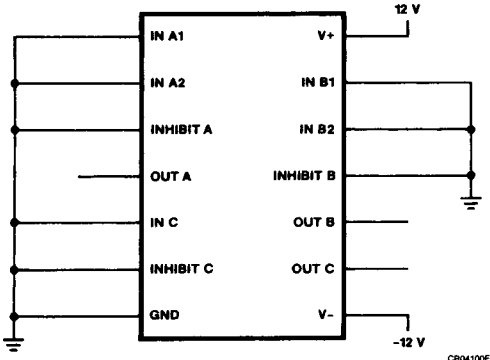 12 V
IN A1
V+
IN A2
IN B1
INHIBIT A
IN B2
OUT A
INHIBIT B
IN C
OUT B
INHIBIT C
OUT C
GND
V-
-12 V
CR04100F